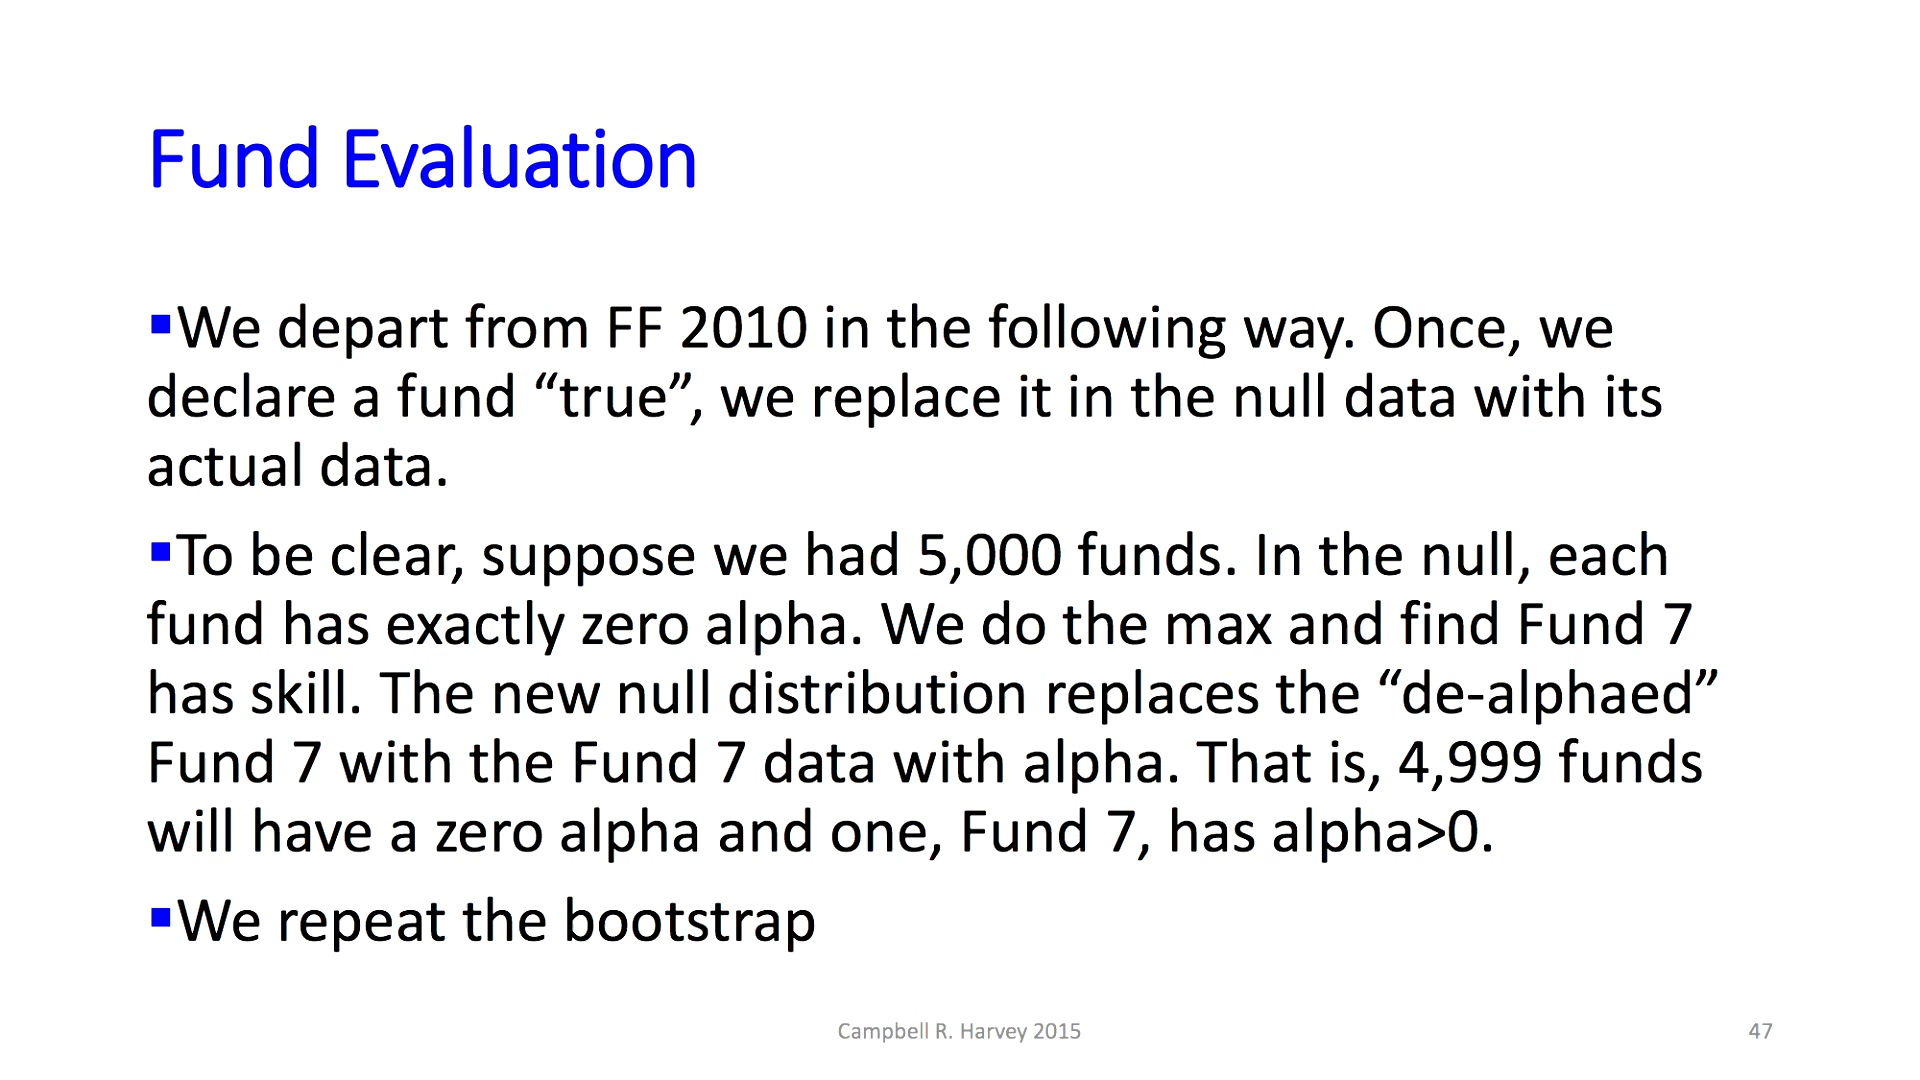 Fund Evaluation
▪We depart from FF 2010 in the following way. Once, we
declare a fund “true”, we replace it in the null data with its
actual data.
▪To be clear, suppose we had 5,000 funds. In the null, each
fund has exactly zero alpha. We do the max and find Fund 7
has skill. The new null distribution replaces the “de-alphaed”
Fund 7 with the Fund 7 data with alpha. That is, 4,999 funds
will have a zero alpha and one, Fund 7, has alpha>0.
▪We repeat the bootstrap
Campbell R. Harvey 2015
47